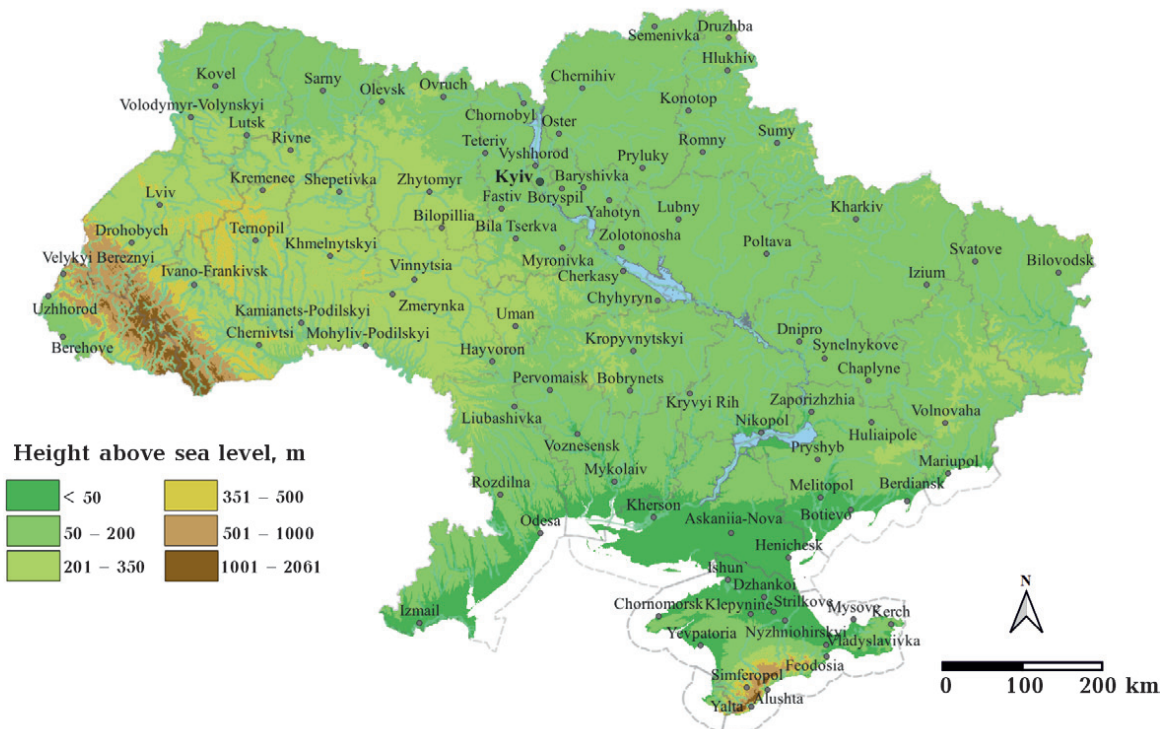 Druzhba
Semenivka
Hlukhiv
Kovel
Sarny
Ovruch
Chernihiv
Olevsk
Volodymyr-Volynskyi
Chornobyl
Konotop
Lutsk
Oster
Rivne
Teteriv
Romny
Sumy
Vyshhorod
Pryluky
Kyiv
Baryshivka
Kremenec
Shepetivka
Zhytomyr
Lviv
Fastiv
Boryspil
Yahotyn
Lubny
Kharkiv
Bilopillia
Drohobych
Ternopil
Bila Tserkva
Zolotonosha
Khmelnytskyi
Poltava
Svatove
Velykyi Bereznyi
Myronivka
Bilovodsk
Ivano-Frankivsk
Vinnytsia
Cherkasy
Izium
Uzhhorod
Zmerynka
Chyhyryn
Kamianets-Podilskyi
Uman
Chernivtsi
Mohyliv-Podilskyi
Dnipro
Berehove
Kropyvnytskyi
Synelnykove
Hayvoron
Chaplyne
Pervomaisk
Bobrynets
Kryvyi Rih
Zaporizhzhia
Liubashivka
Volnovaha
Nikopol
Huliaipole
Voznesensk
Pryshyb
Height above sea level, m
Mykolaiv
Mariupol
Rozdilna
Melitopol
Berdiansk
< 50
351 – 500
Kherson
Odesa
Askaniia-Nova
Botievo
50 – 200
501 – 1000
Henichesk
201 – 350
1001 – 2061
Ishun`
Dzhankoi
N
Izmail
Chornomorsk
Klepynine
Strilkove
Mysove
Kerch
Yevpatoria
Nyzhniohirskyi
Vladyslavivka
Feodosia
Simferopol
0 100 200 km
Alushta
Yalta